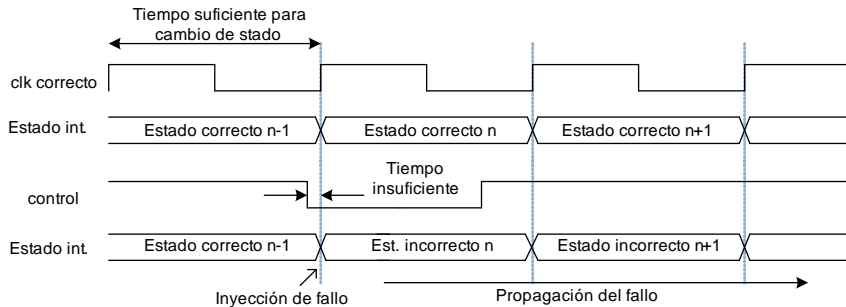 Tiempo suficiente para
cambio de stado
clk correcto
Estado int.
Estado correcto n-1
Estado correcto n
Estado correcto n+1
control
Tiempo
insuficiente
Estado int.
Estado correcto n-1
Est. incorrecto n
Estado incorrecto n+1
Inyección de fallo
Propagación del fallo